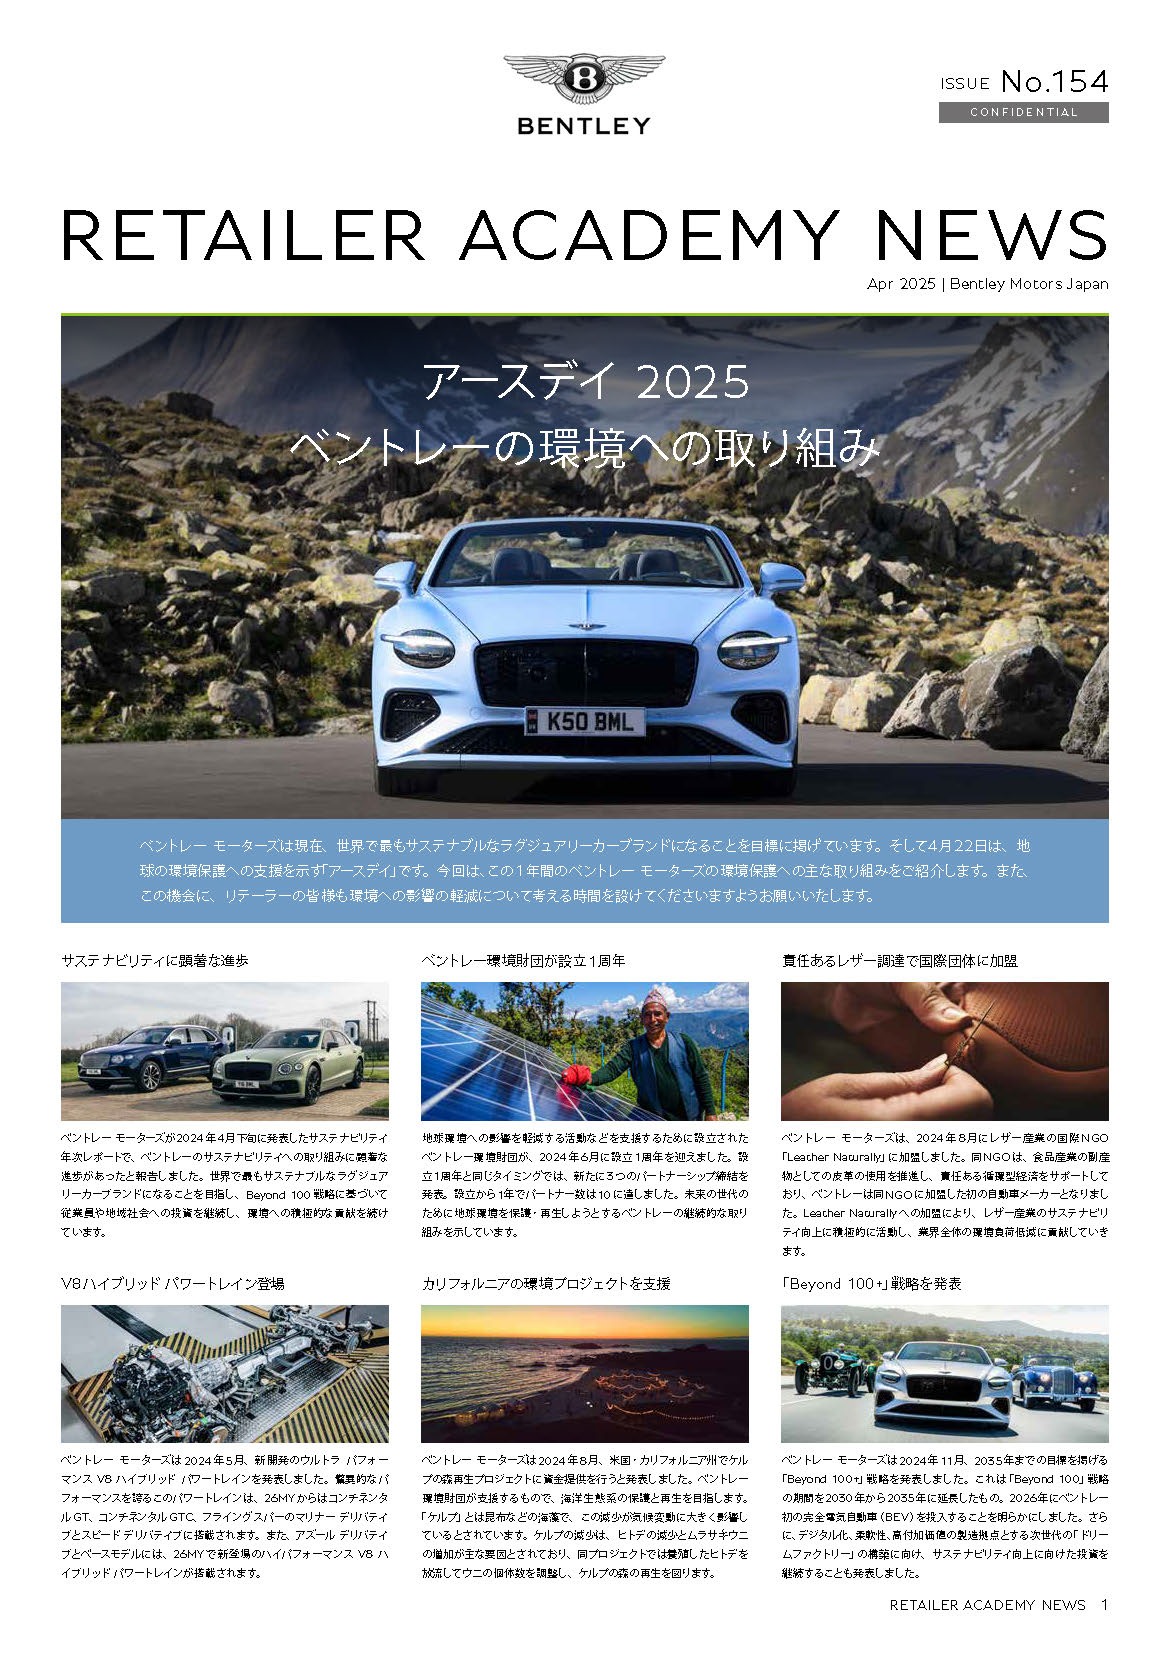 BENTLEY
ISSUE No.154
CONFIDENTIAL
RETAILER ACADEMY NEWS
Apr 2025 | Bentley Motors Japan
アースデイ 2025
ベントレーの環境への取り組み
K50 BML
ベントレー モーターズは現在、世界で最もサステナブルなラグジュアリーカーブランドになることを目標に掲げています。そして4月22日は、地
球の環境保護への支援を示す「アースデイ」です。今回は、この1年間のベントレー モーターズの環境保護への主な取り組みをご紹介します。また、
この機会に、リテーラーの皆様も環境への影響の軽減について考える時間を設けてくださいますようお願いいたします。
サステナビリティに顕著な進歩
ベントレー モーターズが2024年4月下旬に発表したサステナビリティ
年次レポートで、ベントレーのサステナビリティへの取り組みに顕著な
進歩があったと報告しました。世界で最もサステナブルなラグジュア
リーカーブランドになることを目指し、Beyond 100 戦略に基づいて
従業員や地域社会への投資を継続し、環境への積極的な貢献を続け
ています。
ベントレー環境財団が設立1周年
地球環境への影響を軽減する活動などを支援するために設立された
ベントレー環境財団が、2024年6月に設立1周年を迎えました。設
立1周年と同じタイミングでは、新たに3つのパートナーシップ締結を
発表。設立から1年でパートナー数は10に達しました。未来の世代の
ために地球環境を保護・再生しようとするベントレーの継続的な取り
組みを示しています。
責任あるレザー調達で国際団体に加盟
ベントレー モーターズは、2024年8月にレザー産業の国際NGO
「Leather Naturally」に加盟しました。同NGOは、食品産業の副産
物としての皮革の使用を推進し、責任ある循環型経済をサポートして
おり、ベントレーは同NGOに加盟した初の自動車メーカーとなりまし
た。Leather Naturallyへの加盟により、レザー産業のサステナビリ
ティ向上に積極的に活動し、業界全体の環境負荷低減に貢献していき
ます。
V8ハイブリッド パワートレイン登場
ベントレー モーターズは2024年5月、新開発のウルトラ パフォー
マンス V8 ハイブリッド パワートレインを発表しました。驚異的なパ
フォーマンスを誇るこのパワートレインは、26MYからはコンチネンタ
ルGT、コンチネンタルGTC、フライングスパーのマリナー デリバティ
ブとスピード デリバティブに搭載されます。また、アズール デリバティ
ブとベースモデルには、26MYで新登場のハイパフォーマンス V8 ハ
イブリッド パワートレインが搭載されます。
カリフォルニアの環境プロジェクトを支援
ベントレー モーターズは2024年8月、米国・カリフォルニア州でケル
プの森再生プロジェクトに資金提供を行うと発表しました。ベントレー
環境財団が支援するもので、海洋生態系の保護と再生を目指します。
「ケルプ」とは昆布などの海藻で、この減少が気候変動に大きく影響し
ているとされています。ケルプの減少は、ヒトデの減少とムラサキウニ
の増加が主な要因とされており、同プロジェクトでは養殖したヒトデを
放流してウニの個体数を調整し、ケルプの森の再生を図ります。
「Beyond 100+」戦略を発表
ベントレー モーターズは2024年11月、2035年までの目標を掲げる
「Beyond 100+」戦略を発表しました。これは「Beyond 100」戦略
の期間を2030年から2035年に延長したもの。2026年にベントレー
初の完全電気自動車(BEV)を投入することを明らかにしました。さら
に、デジタル化、柔軟性、高付加価値の製造拠点とする次世代の「ドリー
ムファクトリー」の構築に向け、サステナビリティ向上に向けた投資を
継続することも発表しました。
RETAILER ACADEMY NEWS 1